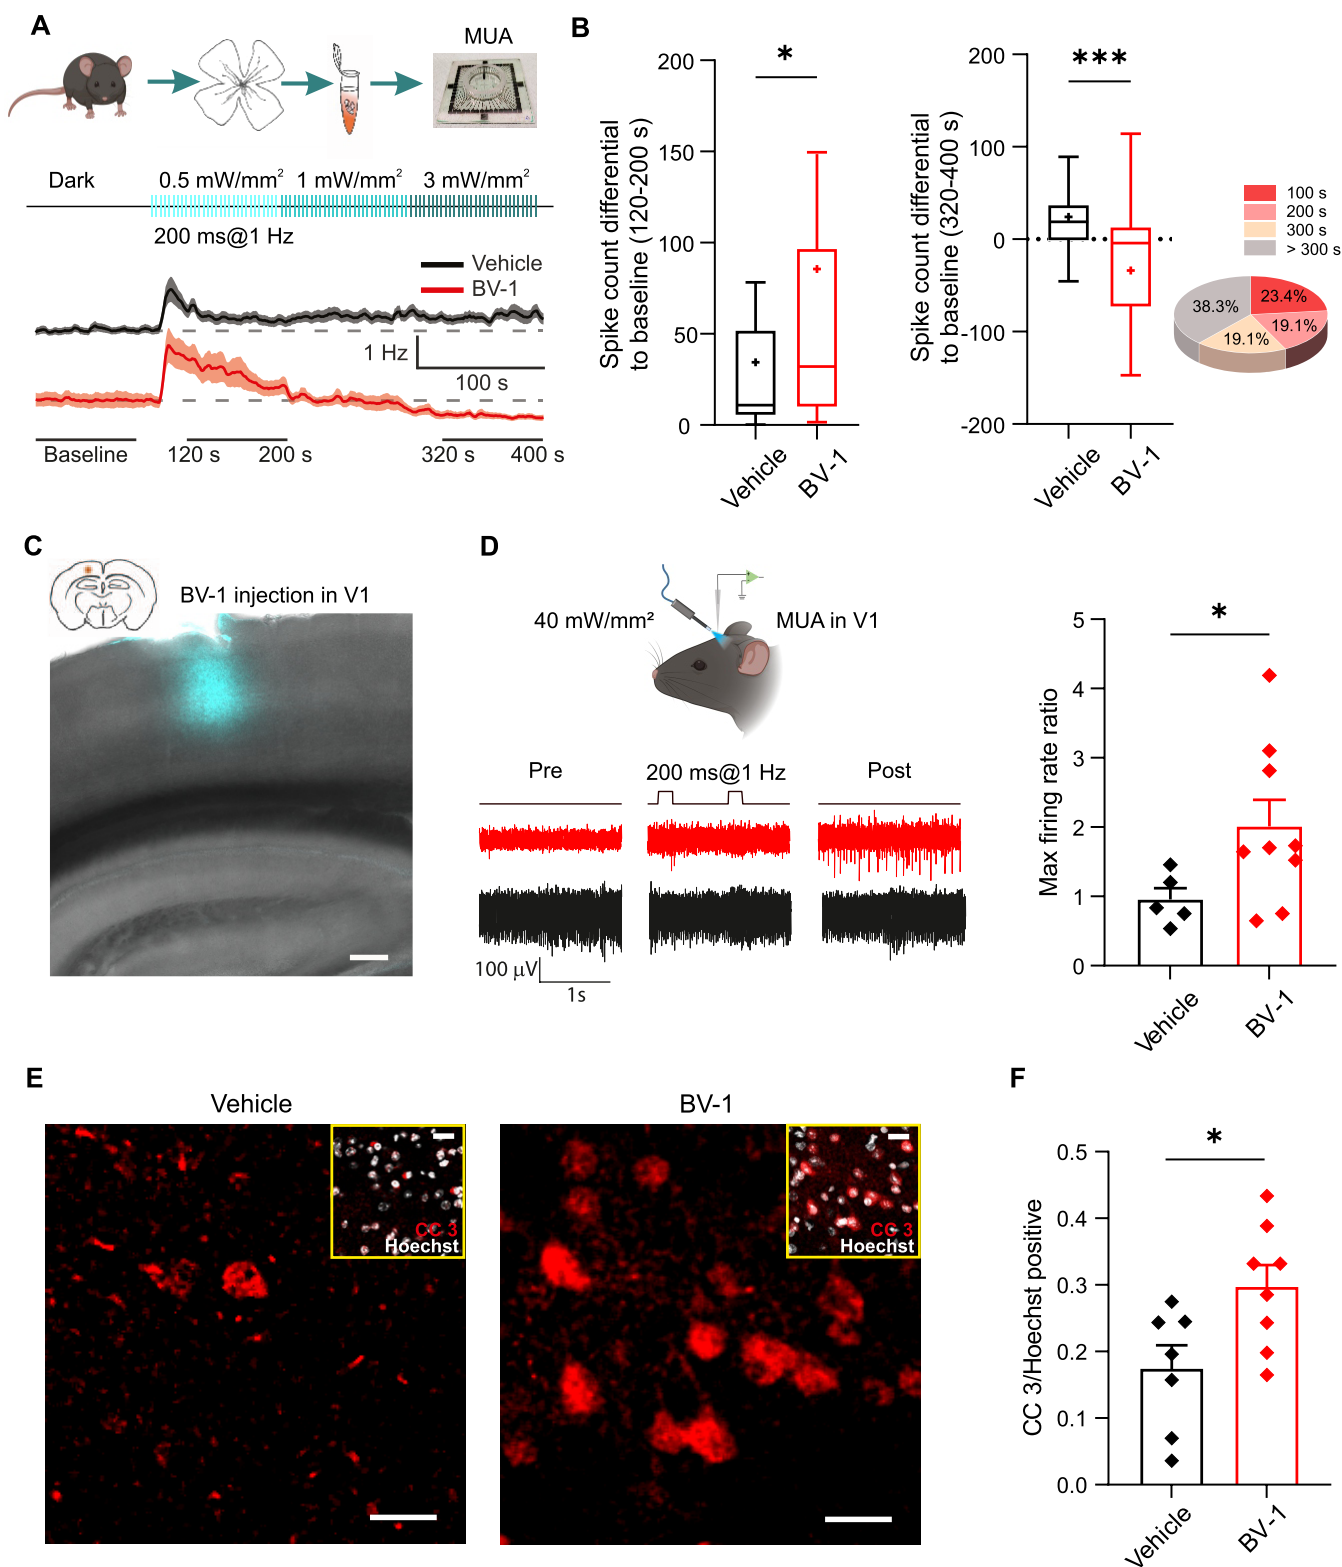 A
MUA
Dark
0.5 mW/mm²
1 mW/mm²
3 mW/mm²
200 ms@1 Hz
Vehicle
BV-1
1 Hz
100 s
Baseline
120 s
200 s
320 s
400 s
B
Spike count differential
to baseline (120-200 s)
200
150
100
50
0
*
Vehicle
BV-1
Spike count differential
to baseline (320-400 s)
200
100
0
-100
-200
***
Vehicle
BV-1
100 s
200 s
300 s
> 300 s
38.3%
23.4%
19.1%
19.1%
C
BV-1 injection in V1
D
40 mW/mm²
MUA in V1
Pre
200 ms@1 Hz
Post
100 µV
1s
Max firing rate ratio
5
4
3
2
1
0
*
Vehicle
BV-1
E
Vehicle
CC 3
Hoechst
BV-1
CC 3
Hoechst
F
CC 3/Hoechst positive
0.5
0.4
0.3
0.2
0.1
0.0
*
Vehicle
BV-1